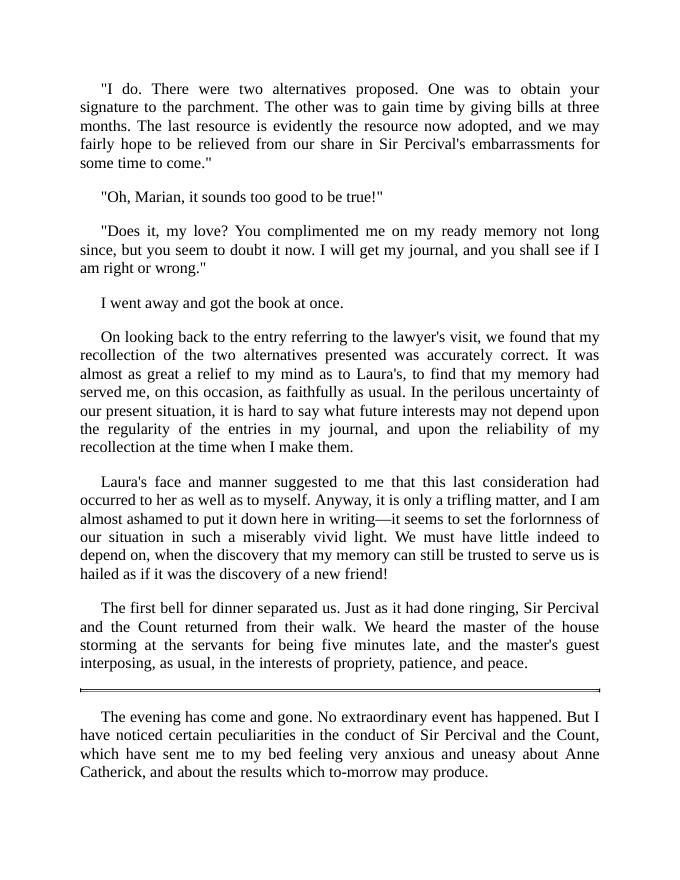 "I do. There were two alternatives proposed. One was to obtain your
signature to the parchment. The other was to gain time by giving bills at three
months. The last resource is evidently the resource now adopted, and we may
fairly hope to be relieved from our share in Sir Percival's embarrassments for
some time to come."
"Oh, Marian, it sounds too good to be true!"
"Does it, my love? You complimented me on my ready memory not long
since, but you seem to doubt it now. I will get my journal, and you shall see if I
am right or wrong."
I went away and got the book at once.
On looking back to the entry referring to the lawyer's visit, we found that my
recollection of the two alternatives presented was accurately correct. It was
almost as great a relief to my mind as to Laura's, to find that my memory had
served me, on this occasion, as faithfully as usual. In the perilous uncertainty of
our present situation, it is hard to say what future interests may not depend upon
the regularity of the entries in my journal, and upon the reliability of my
recollection at the time when I make them.
Laura's face and manner suggested to me that this last consideration had
occurred to her as well as to myself. Anyway, it is only a trifling matter, and I am
almost ashamed to put it down here in writing—it seems to set the forlornness of
our situation in such a miserably vivid light. We must have little indeed to
depend on, when the discovery that my memory can still be trusted to serve us is
hailed as if it was the discovery of a new friend!
The first bell for dinner separated us. Just as it had done ringing, Sir Percival
and the Count returned from their walk. We heard the master of the house
storming at the servants for being five minutes late, and the master's guest
interposing, as usual, in the interests of propriety, patience, and peace.
The evening has come and gone. No extraordinary event has happened. But I
have noticed certain peculiarities in the conduct of Sir Percival and the Count,
which have sent me to my bed feeling very anxious and uneasy about Anne
Catherick, and about the results which to-morrow may produce.